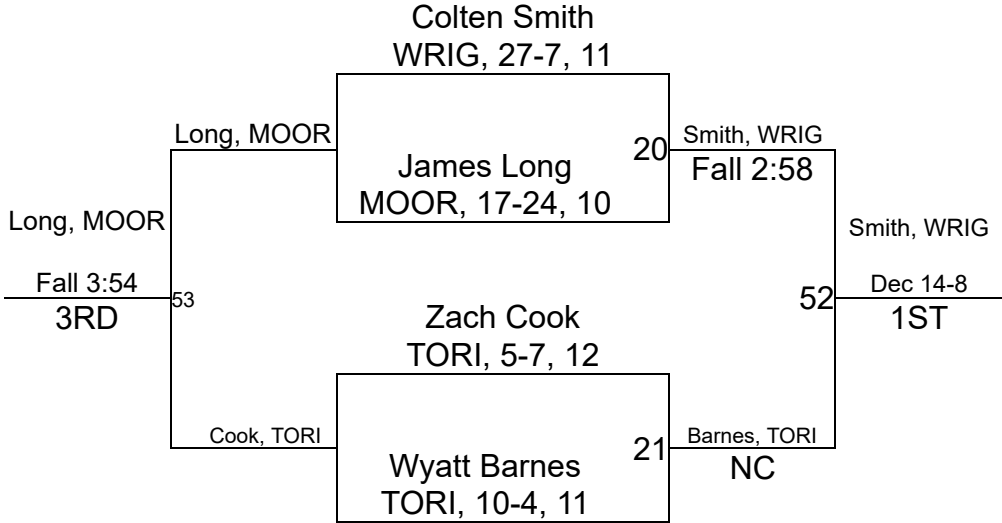 Colten Smith
WRIG, 27-7, 11
Long, MOOR
20
Smith, WRIG
James Long
MOOR, 17-24, 10
Fall 2:58
Long, MOOR
Smith, WRIG
Fall 3:54
3RD
53
52
Dec 14-8
1ST
Zach Cook
TORI, 5-7, 12
Cook, TORI
21
Barnes, TORI
Wyatt Barnes
TORI, 10-4, 11
NC